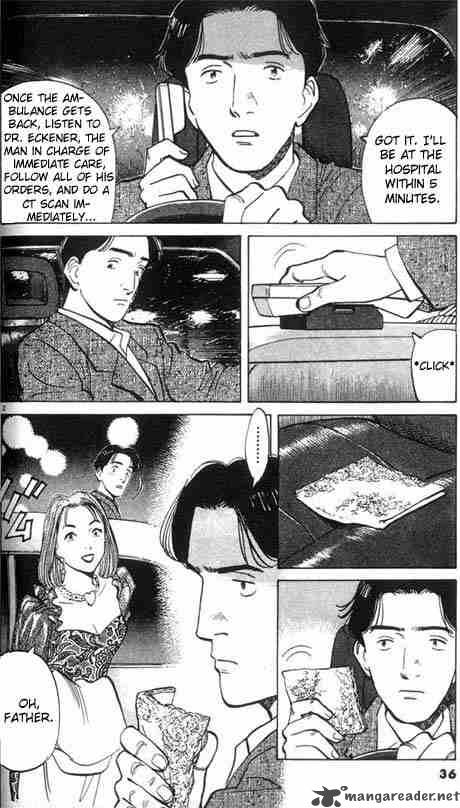 GOT IT. I'LL
BE AT THE
HOSPITAL
WITHIN 5
MINUTES.
ONCE THE AM-
BULANCE GETS
BACK, LISTEN TO
DR. ECKENER, THE
MAN IN CHARGE OF
IMMEDIATE CARE,
FOLLOW ALL OF HIS
ORDERS, AND DO A
CT SCAN IM-
MEDIATELY...
*CLICK*
........
OH,
FATHER.
36
mangareader.net